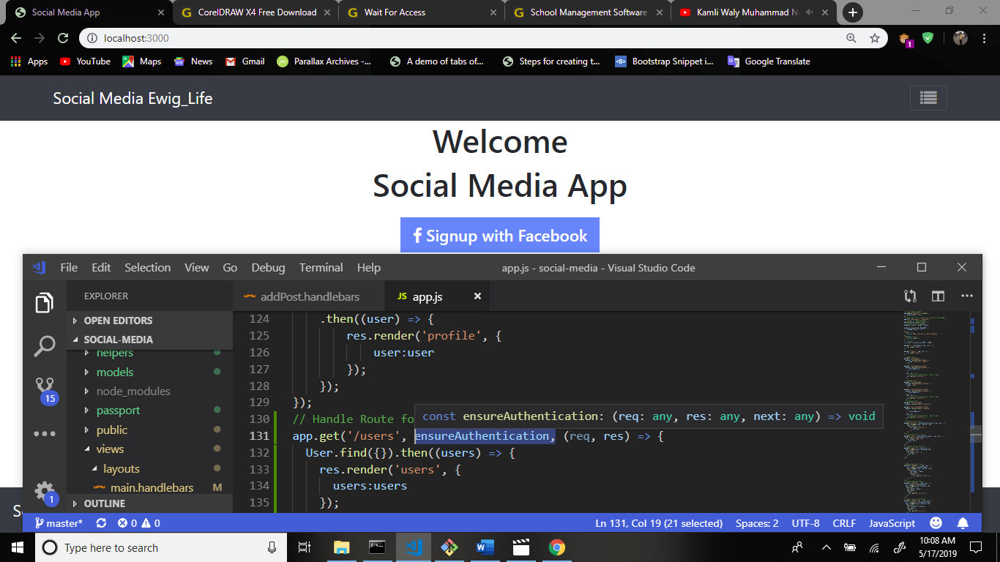 Social Media App
CorelDRAW X4 Free Download
Wait For Access
School Management Software
Kamli Waly Muhammad N
localhost:3000
1
Apps
YouTube
Maps
News
Gmail
Parallax Archives -...
A demo of tabs of...
Steps for creating t...
Bootstrap Snippet i...
Google Translate
Social Media Ewig_Life
Welcome
Social Media App
Signup with Facebook
File Edit Selection View Go Debug Terminal Help
app.js - social-media - Visual Studio Code
EXPLORER
addPost.handlebars
JS app.js
OPEN EDITORS
SOCIAL-MEDIA
helpers
models
node_modules
passport
public
views
layouts
main.handlebars M
OUTLINE
15
1
124 .then((user) => {
125 res.render('profile', {
126 user:user
127 });
128 });
129 });
130 // Handle Route fo
const ensureAuthentication: (req: any, res: any, next: any) => void
131 app.get('/users', ensureAuthentication, (req, res) => {
132 User.find({}).then((users) => {
133 res.render('users', {
134 users:users
135 });
master*
0 0
Ln 131, Col 19 (21 selected)
Spaces: 2
UTF-8
CRLF
JavaScript
Type here to search
10:08 AM
5/17/2019